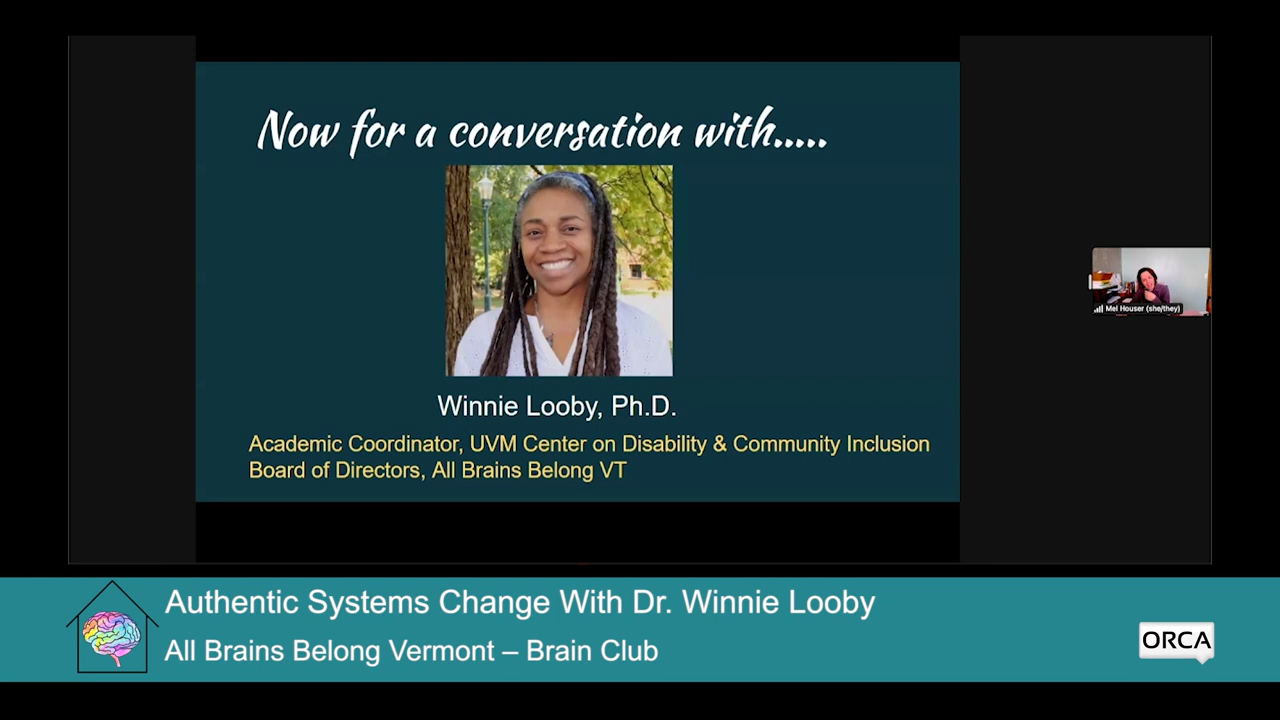 Now for a conversation with.....
Winnie Looby, Ph.D.
Academic Coordinator, UVM Center on Disability & Community Inclusion
Board of Directors, All Brains Belong VT
Mel Houser (she/they)
Authentic Systems Change With Dr. Winnie Looby
All Brains Belong Vermont – Brain Club
ORCA